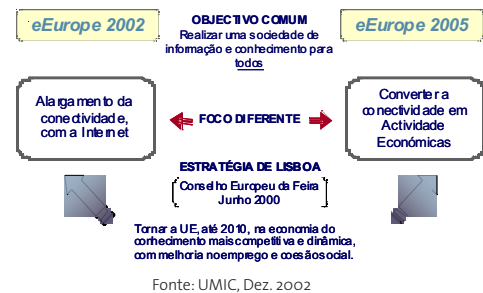 eEurope 2002
OBJECTIVO COMUM
Realizar uma sociedade de
informação e conhecimento para
todos
eEurope 2005
Alargamento da
conectividade,
com a Internet
FOCO DIFERENTE
Converter a
conectividade em
Actividade
Económicas
ESTRATÉGIA DE LISBOA
Conselho Europeu da Feira
Junho 2000
Tornar a UE, até 2010, na economia do
conhecimento mais competitiva e dinâmica,
com melhoria no emprego e coesão social.
Fonte: UMIC, Dez. 2002